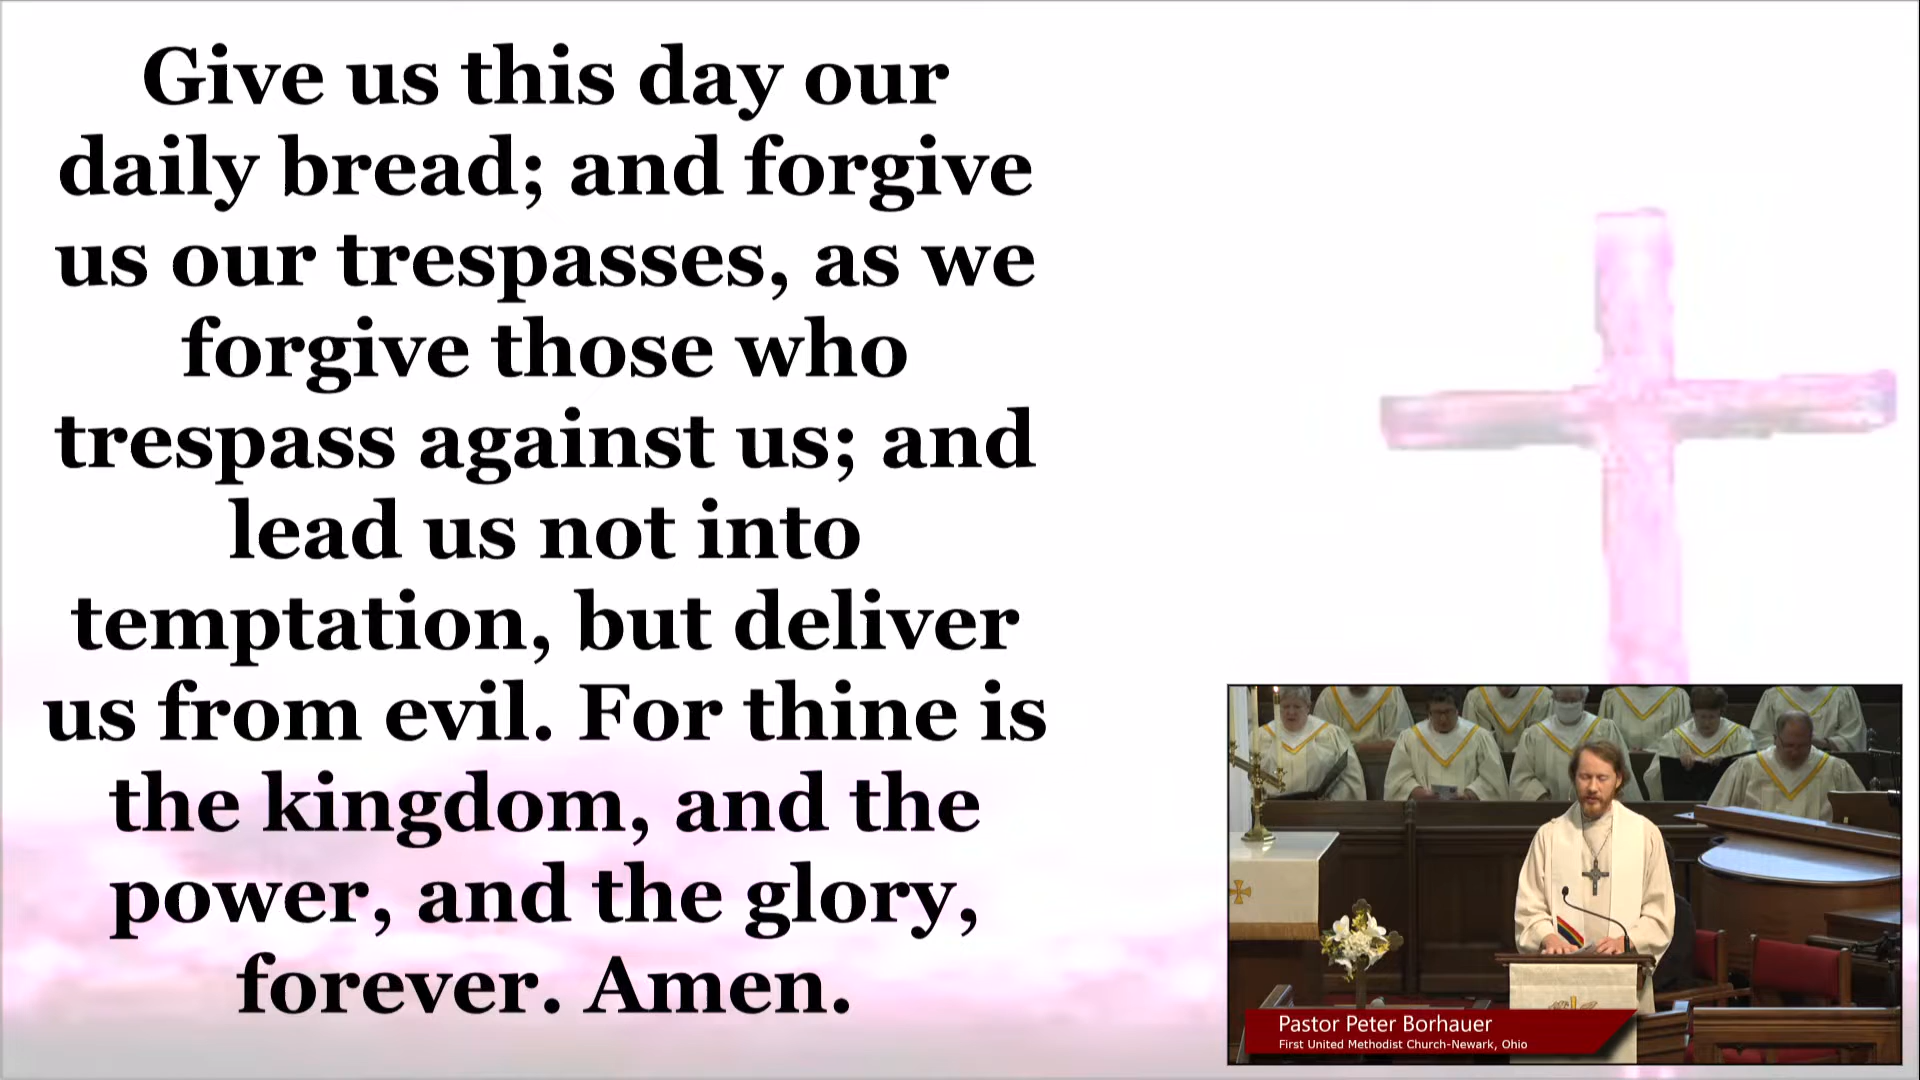 Give us this day our
daily bread; and forgive
us our trespasses, as we
forgive those who
trespass against us; and
lead us not into
temptation, but deliver
us from evil. For thine is
the kingdom, and the
power, and the glory,
forever. Amen.
Pastor Peter Borhauer
First United Methodist Church-Newark, Ohio